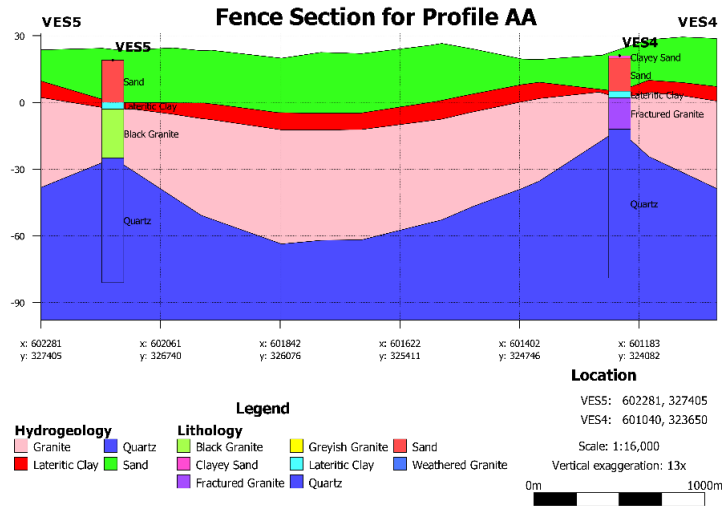 Fence Section for Profile AA
VES5
VES4
VES5
VES4
30
0
-30
-60
-90
Sand
Lateritic Clay
Black Granite
Quartz
Clayey Sand
Sand
Lateritic Clay
Fractured Granite
Quartz
x: 602281 x: 602061 x: 601842 x: 601622 x: 601402 x: 601183
y: 327405 y: 326740 y: 326076 y: 325411 y: 324746 y: 324082
Location
VES5: 602281, 327405
VES4: 601040, 323650
Scale: 1:16,000
Vertical exaggeration: 13x
0m 1000m
Legend
Hydrogeology Lithology
Granite Quartz Black Granite Greyish Granite Sand
Lateritic Clay Sand Clayey Sand Lateritic Clay Weathered Granite
Fractured Granite Quartz